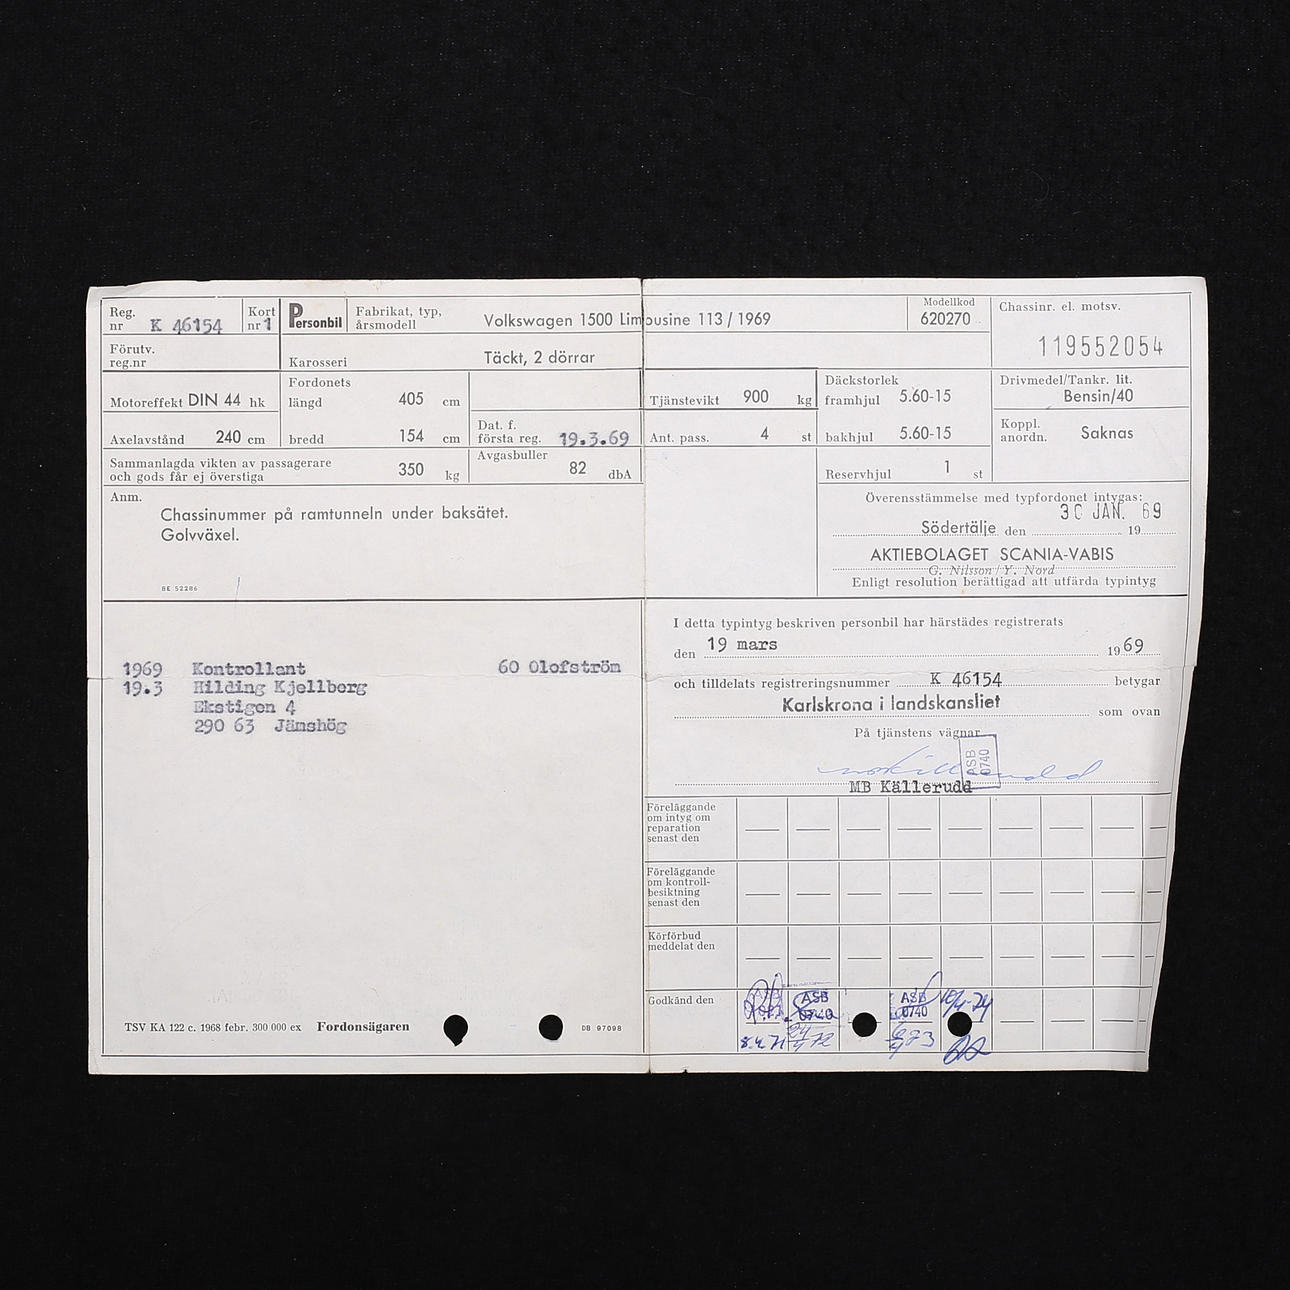 Reg. nr K 46154
Kort nr 1
Personbil
Fabrikat, typ, årsmodell
Volkswagen 1500 Limousine 113 / 1969
Modellkod
620270
Chassinr. el. motsv.
119552054
Förutv. reg.nr
Karosseri
Täckt, 2 dörrar
Motoreffekt DIN 44 hk
Fordonets längd 405 cm
Tjänstevikt 900 kg
Däckstorlek framhjul 5.60-15
Drivmedel/Tankr. lit.
Bensin/40
Axelavstånd 240 cm
bredd 154 cm
Dat. f. första reg. 19.3.69
Ant. pass. 4 st
bakhjul 5.60-15
Koppl. anordn. Saknas
Sammanlagda vikten av passagerare
och gods får ej överstiga 350 kg
Avgasbuller
82 dbA
Reservhjul 1 st
Anm.
Chassinummer på ramtunneln under baksätet.
Golvväxel.
BE 52286
Överensstämmelse med typfordonet intygas:
30 JAN. 69
Södertälje den 19
AKTIEBOLAGET SCANIA-VABIS
G. Nilsson / Y. Nord
Enligt resolution berättigad att utfärda typintyg
1969 Kontrollant 60 Olofström
19.3 Hilding Kjellberg
Ekstigen 4
290 63 Jämshög
I detta typintyg beskriven personbil har härstädes registrerats
den 19 mars 1969
och tilldelats registreringsnummer K 46154 betygar
Karlskrona i landskansliet som ovan
På tjänstens vägnar
ASB
0740
MB Källerudd
Föreläggande
om intyg om
reparation
senast den
Föreläggande
om kontroll-
besiktning
senast den
Körförbud
meddelat den
Godkänd den
ASB
0740
ASB
0740
8.4 71
TSV KA 122 c. 1968 febr. 300 000 ex Fordonsägaren
DB 97098